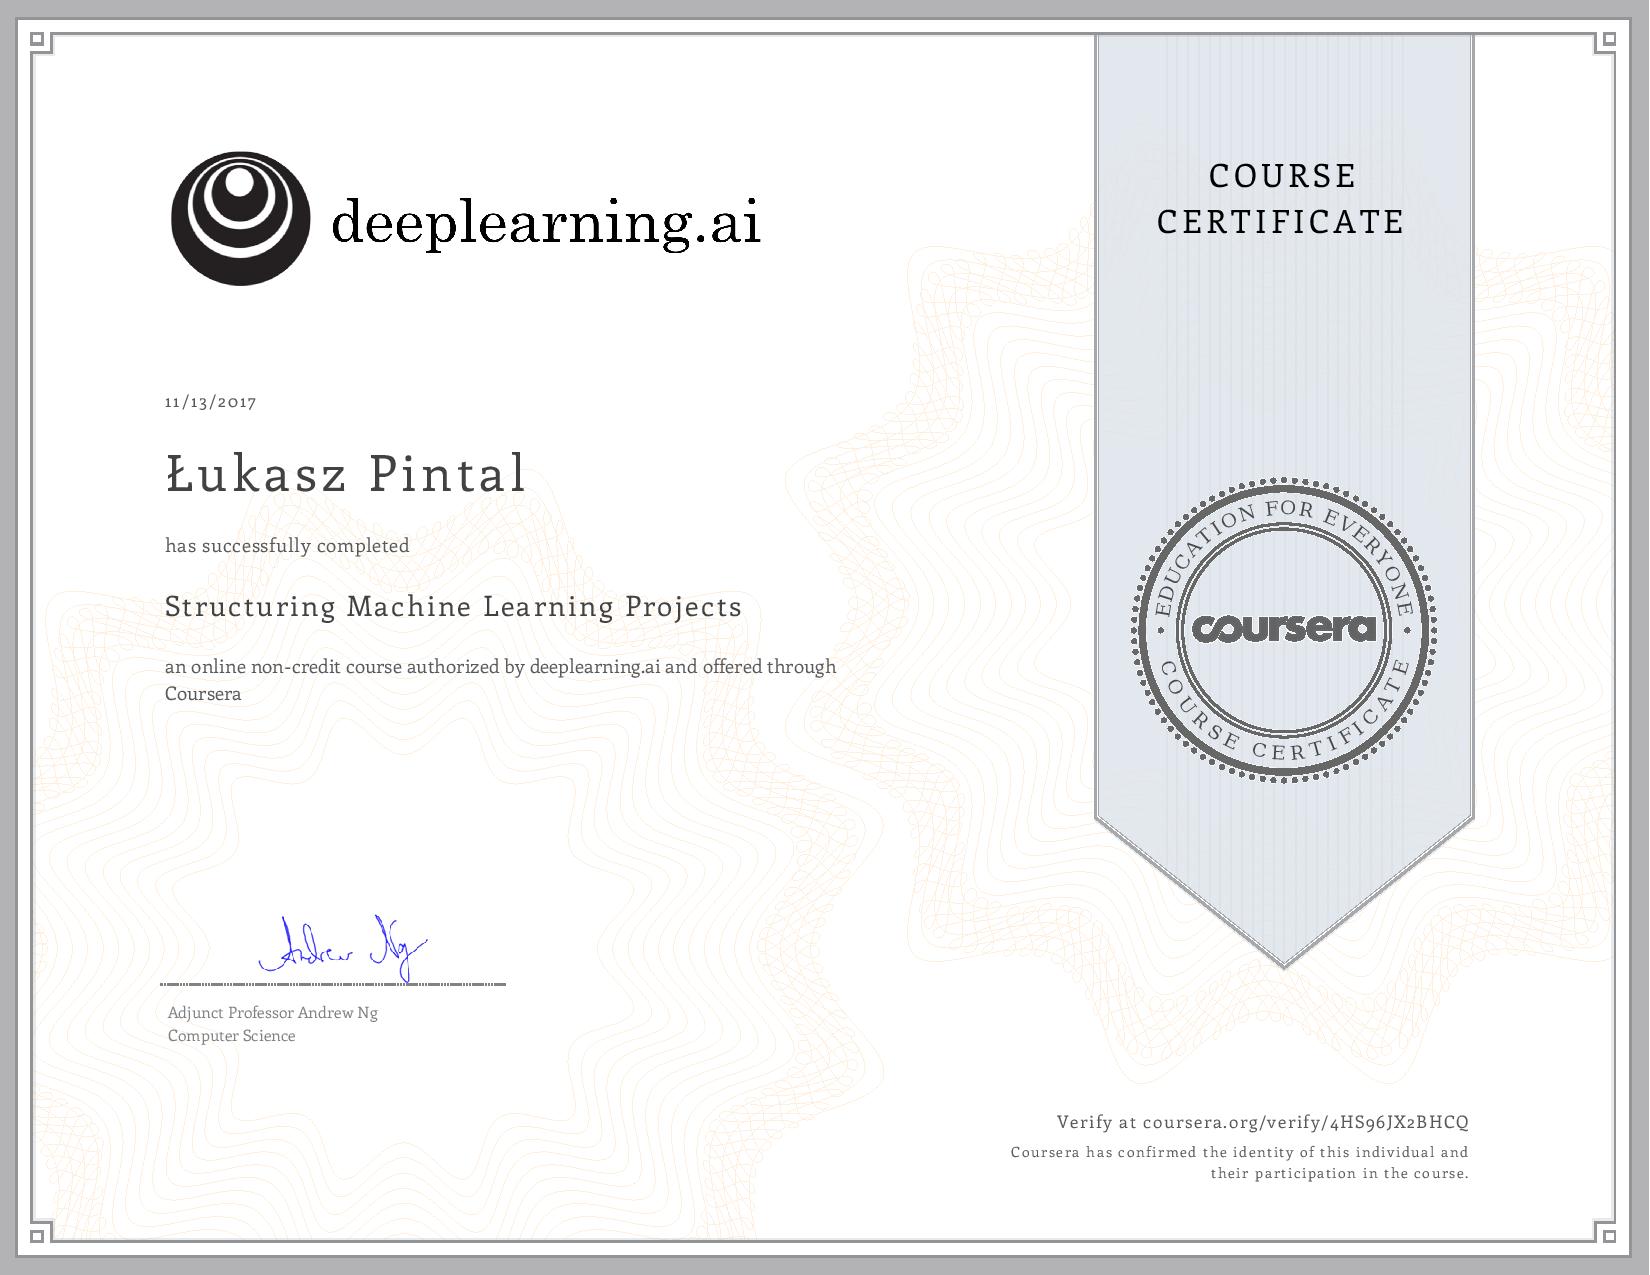 deeplearning.ai
COURSE
CERTIFICATE
11/13/2017
Łukasz Pintal
has successfully completed
Structuring Machine Learning Projects
an online non-credit course authorized by deeplearning.ai and offered through
Coursera
EDUCATION FOR EVERYONE
coursera
COURSE CERTIFICATE
Andrew Ng
Adjunct Professor Andrew Ng
Computer Science
Verify at coursera.org/verify/4HS96JX2BHCQ
Coursera has confirmed the identity of this individual and
their participation in the course.